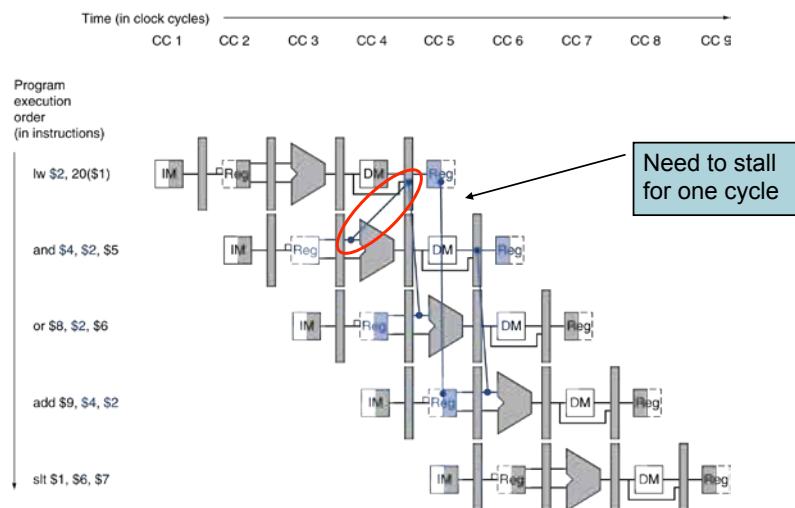 Time (in clock cycles)
CC 1 CC 2 CC 3 CC 4 CC 5 CC 6 CC 7 CC 8 CC 9
Program
execution
order
(in instructions)
Need to stall
for one cycle
lw $2, 20($1)
IM Reg DM Reg
and $4, $2, $5
IM Reg DM Reg
or $8, $2, $6
IM Reg DM Reg
add $9, $4, $2
IM Reg DM Reg
slt $1, $6, $7
IM Reg DM Reg